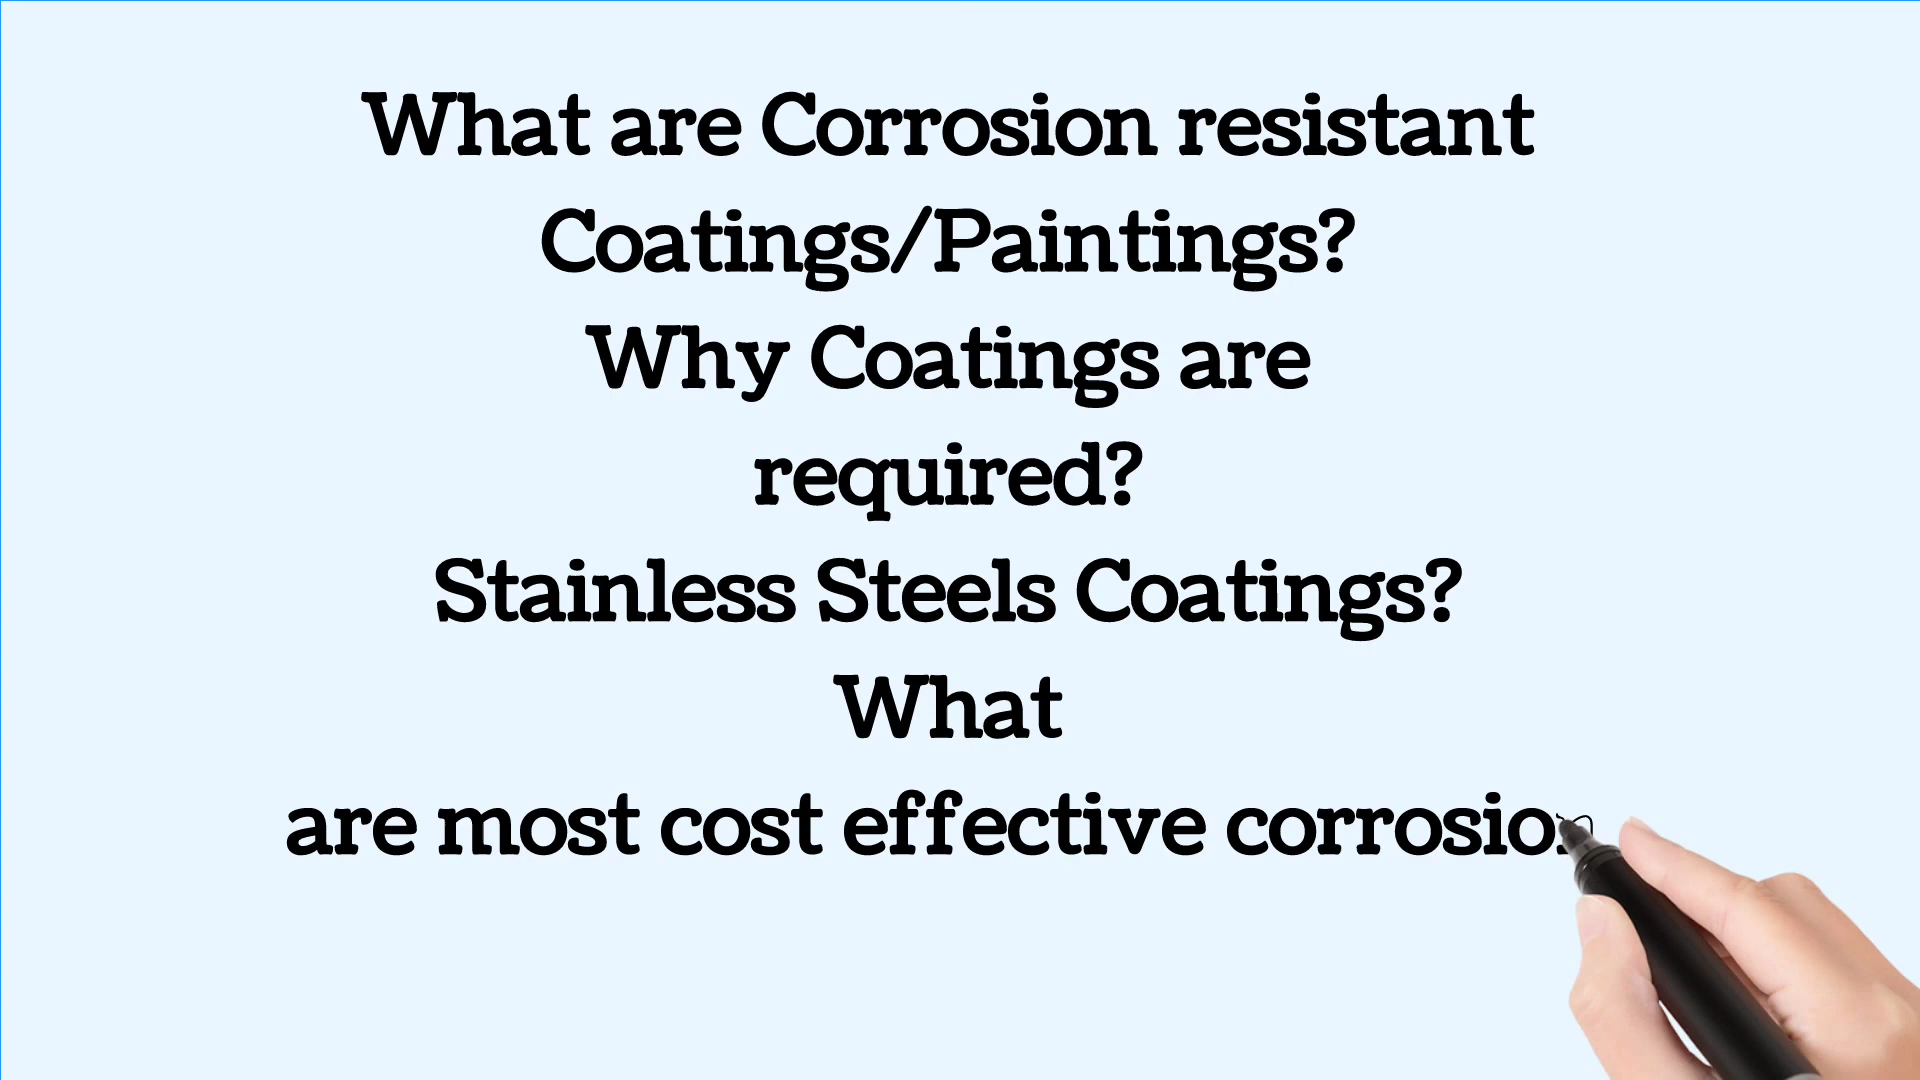 What are Corrosion resistant
Coatings/Paintings?
Why Coatings are
required?
Stainless Steels Coatings?
What
are most cost effective